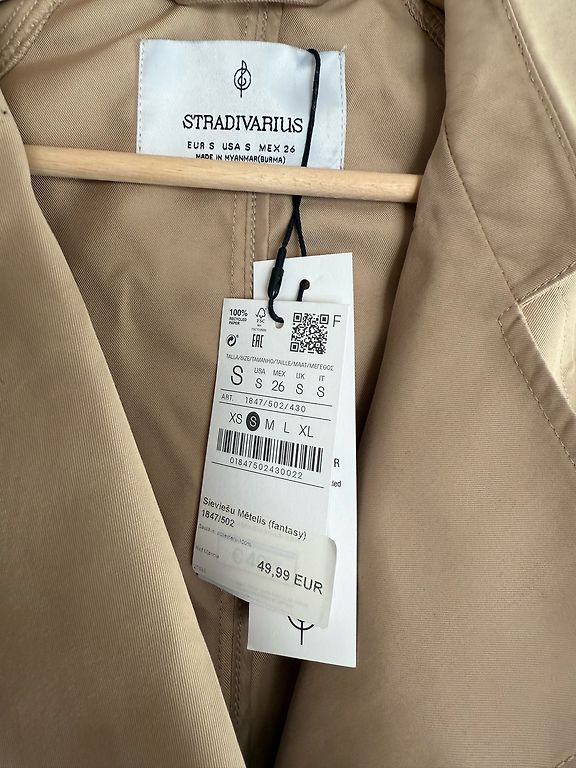 STRADIVARIUS
EUR S USA S MEX 26
MADE IN MYANMAR(BURMA)
100%
RECYCLED
PAPER
FSC
F
EAC
TALLA/SIZE/TAMANHO/TAILLE/MAAT/ΜΕΓΕΘΟΣ
S
USA MEX UK IT
S 26 S S
ART. 1847/502/430
XS S M L XL
01847502430022
R
Sieviešu Mētelis (fantasy)
1847/502
49,99 EUR